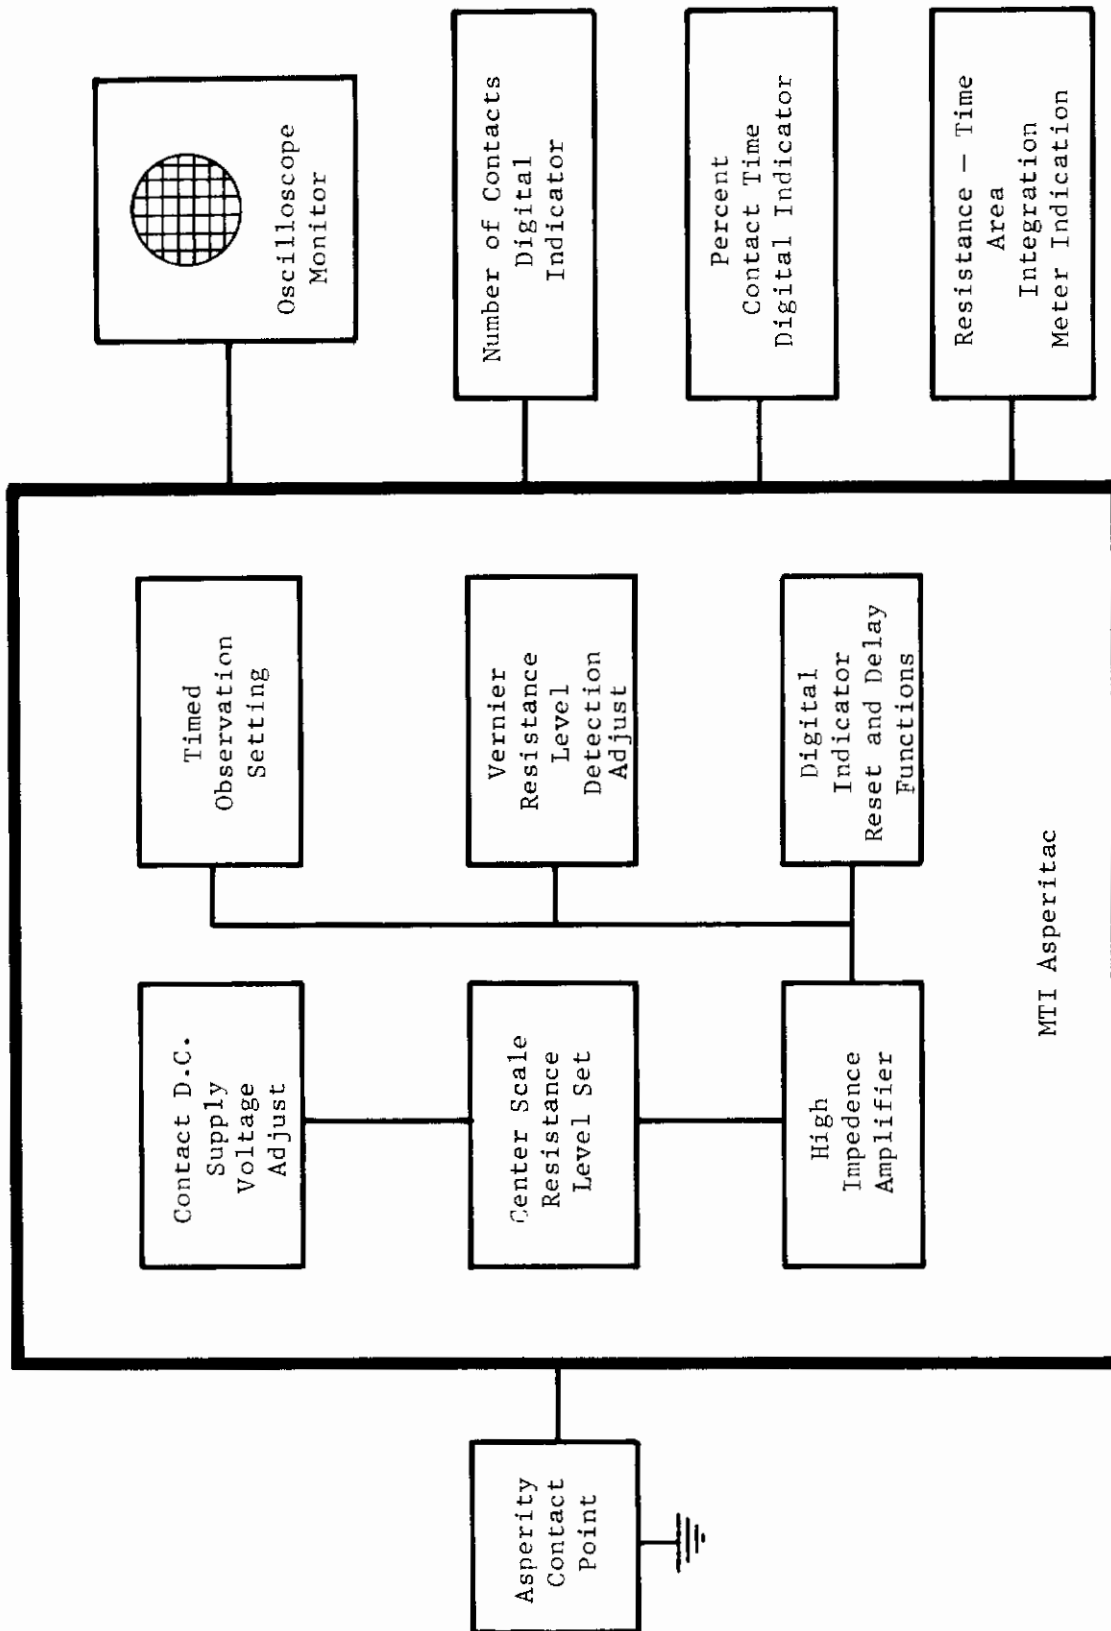 Asperity
Contact
Point
Contact D.C.
Supply
Voltage
Adjust
Center Scale
Resistance
Level Set
High
Impedence
Amplifier
Timed
Observation
Setting
Vernier
Resistance
Level
Detection
Adjust
Digital
Indicator
Reset and Delay
Functions
MTI Asperitac
Oscilloscope
Monitor
Number of Contacts
Digital
Indicator
Percent
Contact Time
Digital Indicator
Resistance — Time
Area
Integration
Meter Indication